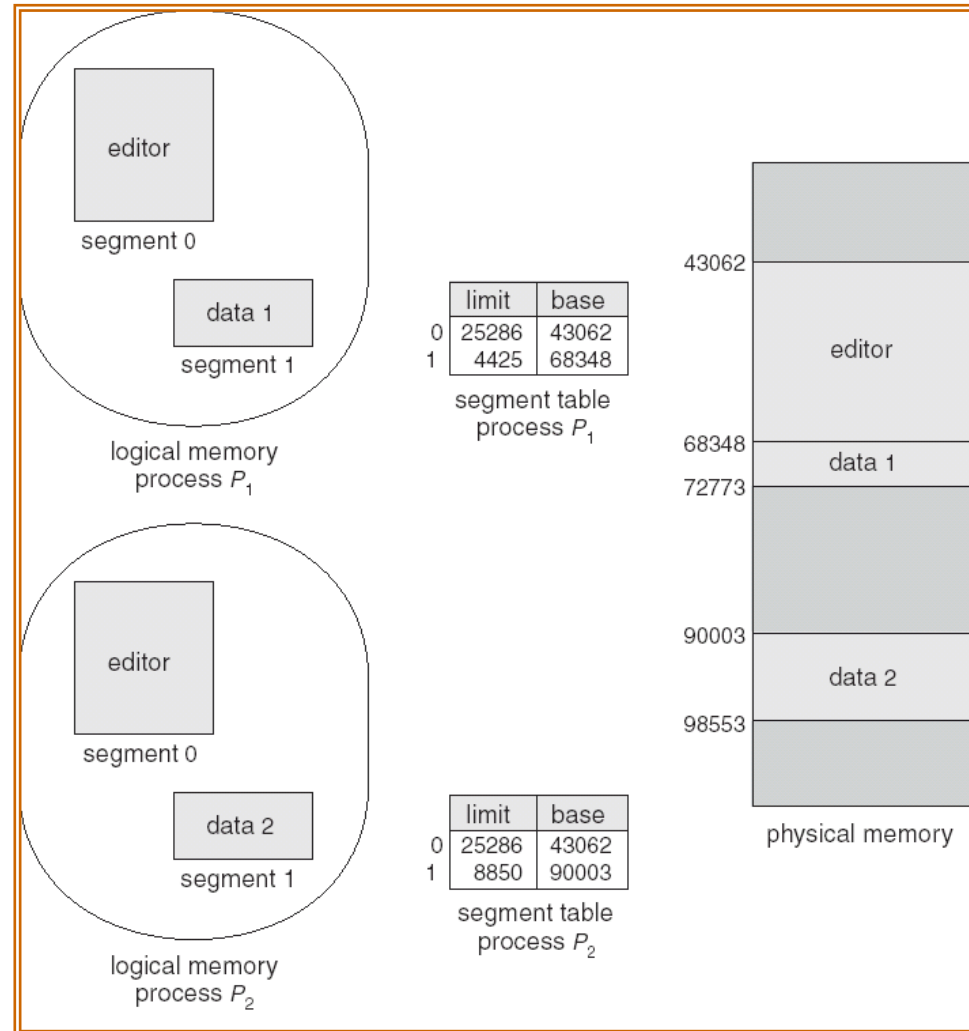 editor
segment 0
data 1
segment 1
logical memory
process P1
limit base
0 25286 43062
1 4425 68348
segment table
process P1
editor
segment 0
data 2
segment 1
logical memory
process P2
limit base
0 25286 43062
1 8850 90003
segment table
process P2
43062
editor
68348
data 1
72773
90003
data 2
98553
physical memory